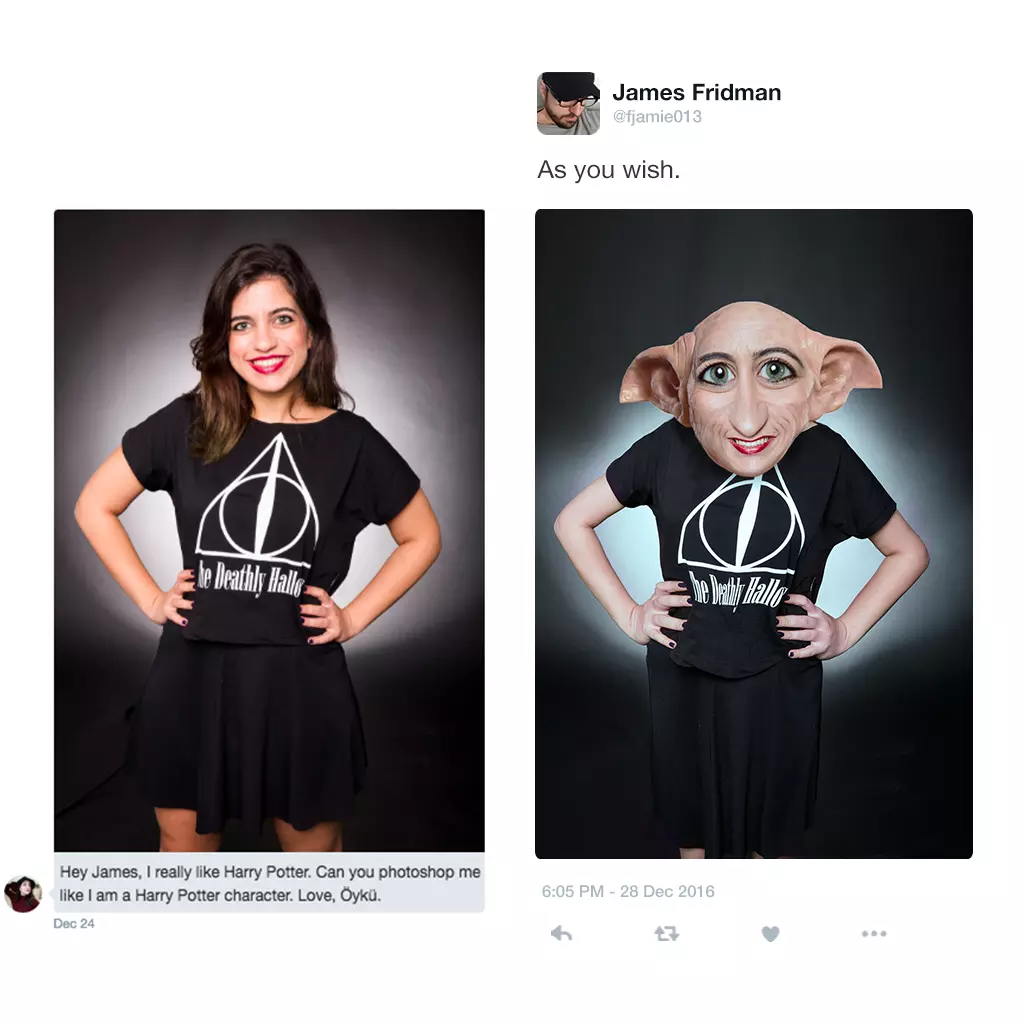 James Fridman
@fjamie013
As you wish.
he Deathly Hallo
Hey James, I really like Harry Potter. Can you photoshop me
like I am a Harry Potter character. Love, Öykü.
Dec 24
he Deathly Hallo
6:05 PM - 28 Dec 2016